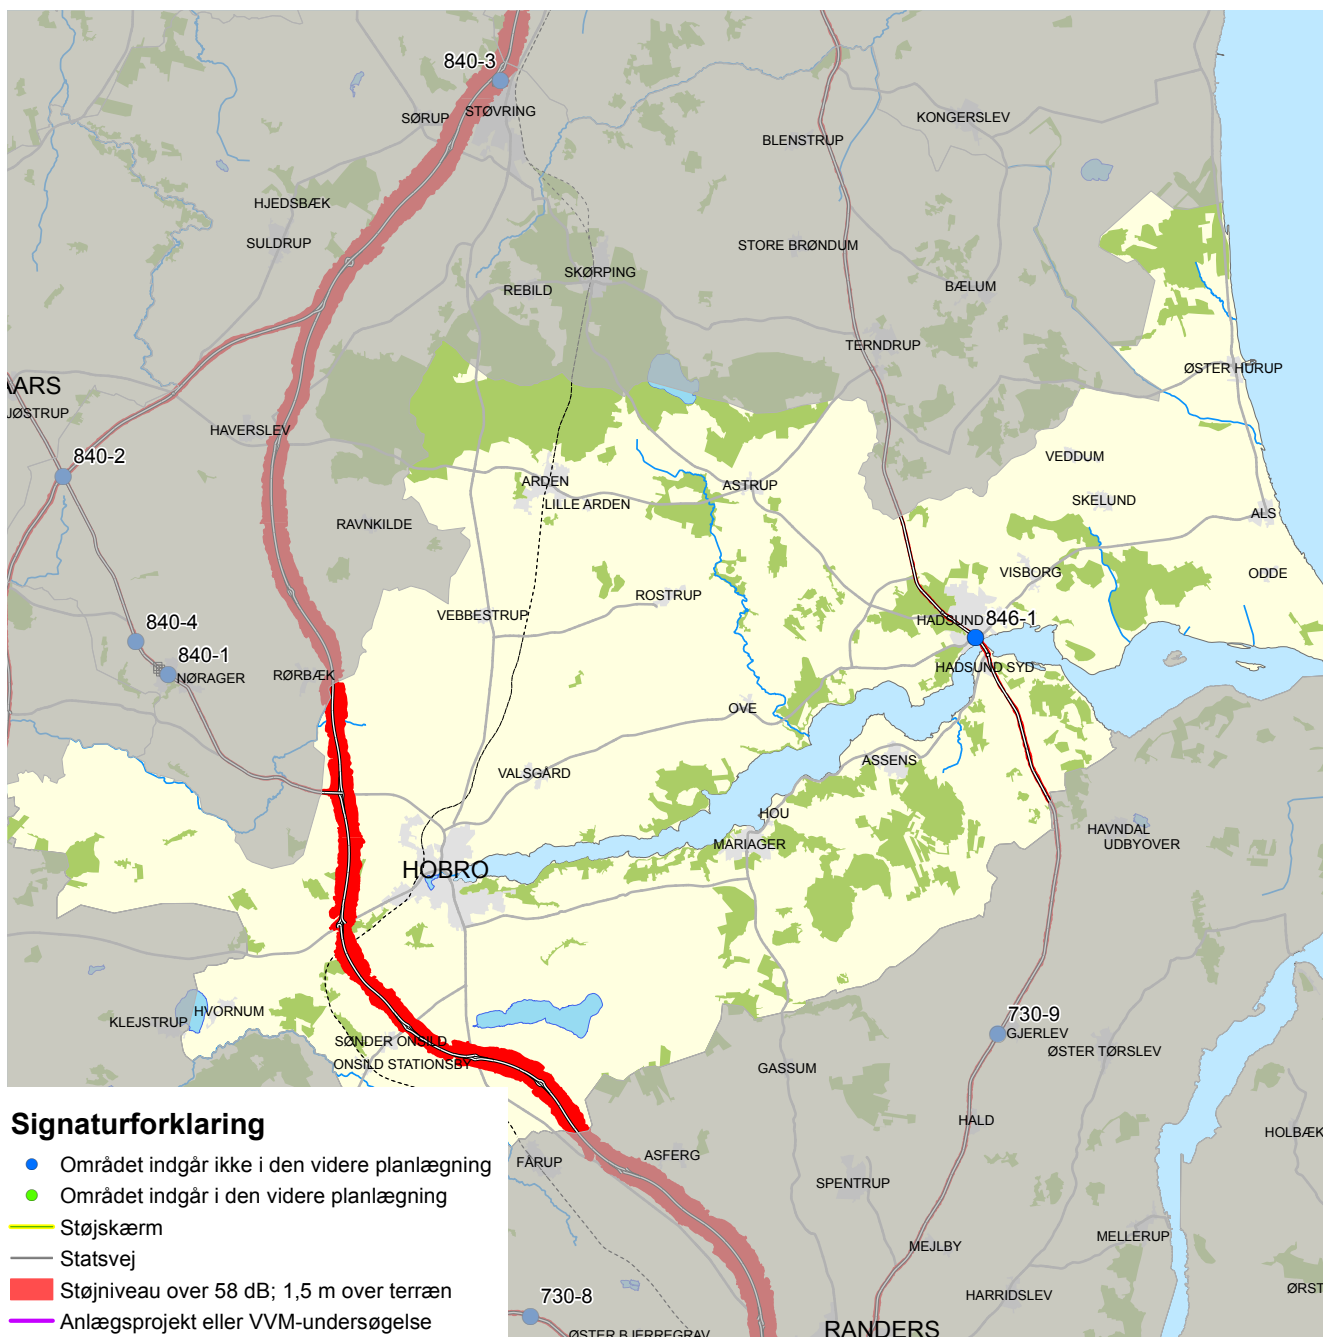 840-3
STØVRING
SØRUP
KONGERSLEV
BLENSTRUP
HJEDSBÆK
SULDRUP
STORE BRØNDUM
SKØRPING
REBILD
BÆLUM
TERNDRUP
ØSTER HURUP
AARS
JØSTRUP
HAVERSLEV
840-2
VEDDUM
ARDEN
ASTRUP
SKELUND
LILLE ARDEN
ALS
RAVNKILDE
VISBORG
ODDE
ROSTRUP
VEBBESTRUP
HADSUND
846-1
840-4
840-1
NØRAGER
RØRBÆK
HADSUND SYD
OVE
ASSENS
VALSGÅRD
HOU
MARIAGER
HAVNDAL
UDBYOVER
HOBRO
HVORNUM
KLEJSTRUP
730-9
GJERLEV
SØNDER ONSILD
ØSTER TØRSLEV
ONSILD STATIONSBY
GASSUM
HALD
HOLBÆK
ASFERG
FÅRUP
SPENTRUP
MELLERUP
MEJLBY
730-8
HARRIDSLEV
ØRST
ØSTER BJERREGRAV
RANDERS
Signaturforklaring
Området indgår ikke i den videre planlægning
Området indgår i den videre planlægning
Støjskærm
Statsvej
Støjniveau over 58 dB; 1,5 m over terræn
Anlægsprojekt eller VVM-undersøgelse